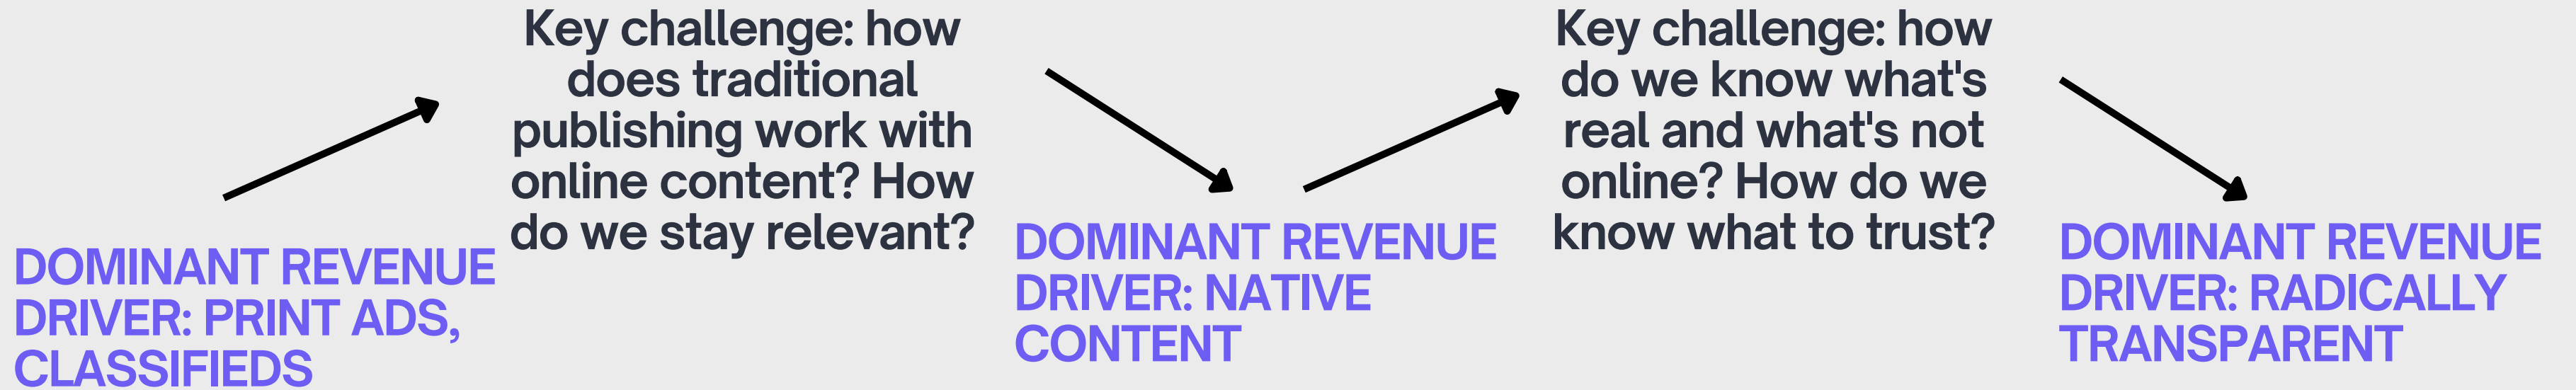 DOMINANT REVENUE
DRIVER: PRINT ADS,
CLASSIFIEDS
Key challenge: how
does traditional
publishing work with
online content? How
do we stay relevant?
DOMINANT REVENUE
DRIVER: NATIVE
CONTENT
Key challenge: how
do we know what's
real and what's not
online? How do we
know what to trust?
DOMINANT REVENUE
DRIVER: RADICALLY
TRANSPARENT